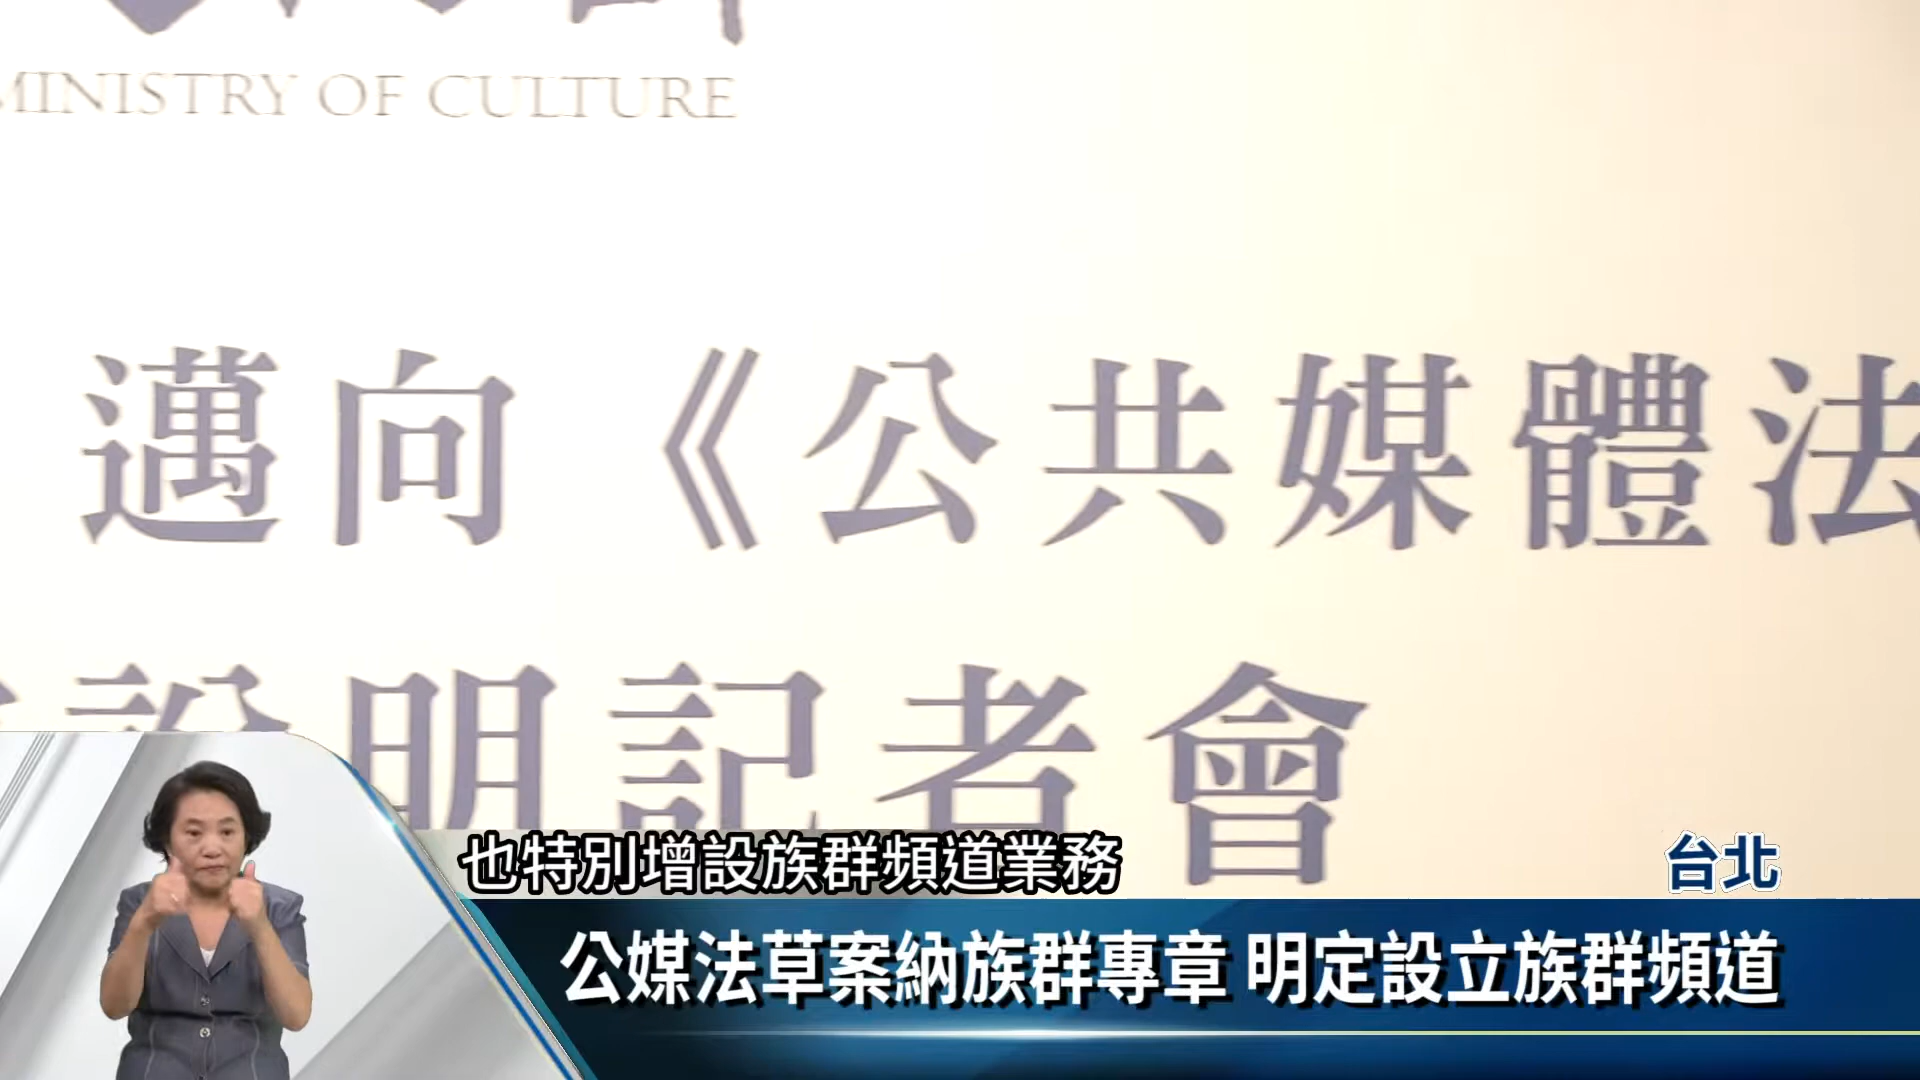 MINISTRY OF CULTURE
邁向《公共媒體法
說明記者會
也特別增設族群頻道業務
台北
公媒法草案納族群專章 明定設立族群頻道